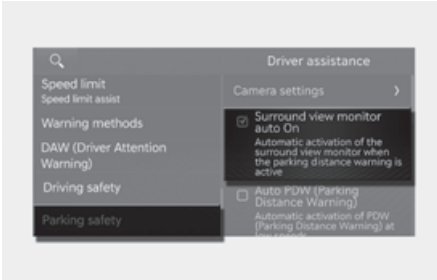 Driver assistance
Speed limit
Speed limit assist
Warning methods
DAW (Driver Attention
Warning)
Driving safety
Parking safety
Camera settings
Surround view monitor
auto On
Automatic activation of the
surround view monitor when
the parking distance warning is
active
Auto PDW (Parking
Distance Warning)
Automatic activation of PDW
(Parking Distance Warning) at
low speeds